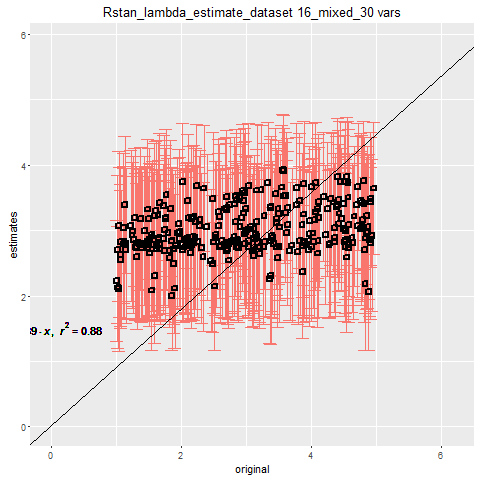 Rstan_lambda_estimate_dataset 16_mixed_30 vars
6
4
estimates
2
9 · x, r² = 0.88
0
0
2
4
6
original